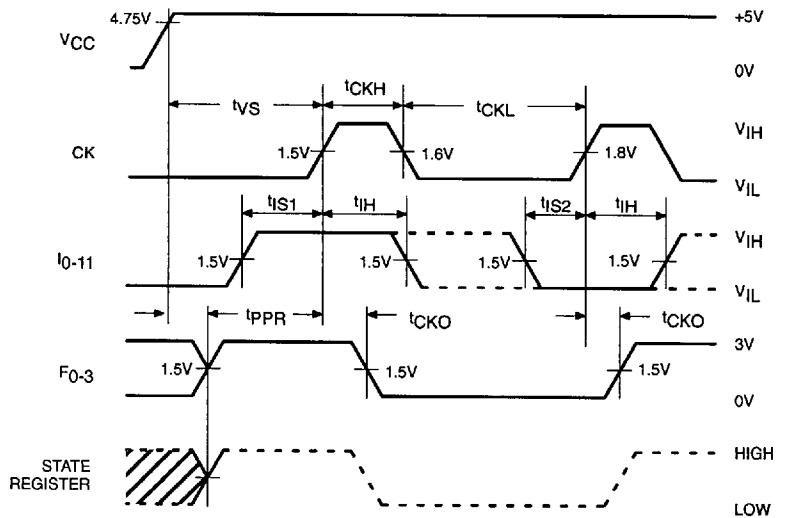 4.75V +5V
VCC
0V
tVS tCKH tCKL
VIH
CK 1.5V 1.6V 1.8V
VIL
tIS1 tIH tIS2 tIH
VIH
I0-11 1.5V 1.5V 1.5V 1.5V
VIL
tPPR tCKO tCKO
3V
F0-3 1.5V 1.5V 1.5V
0V
HIGH
STATE
REGISTER
LOW